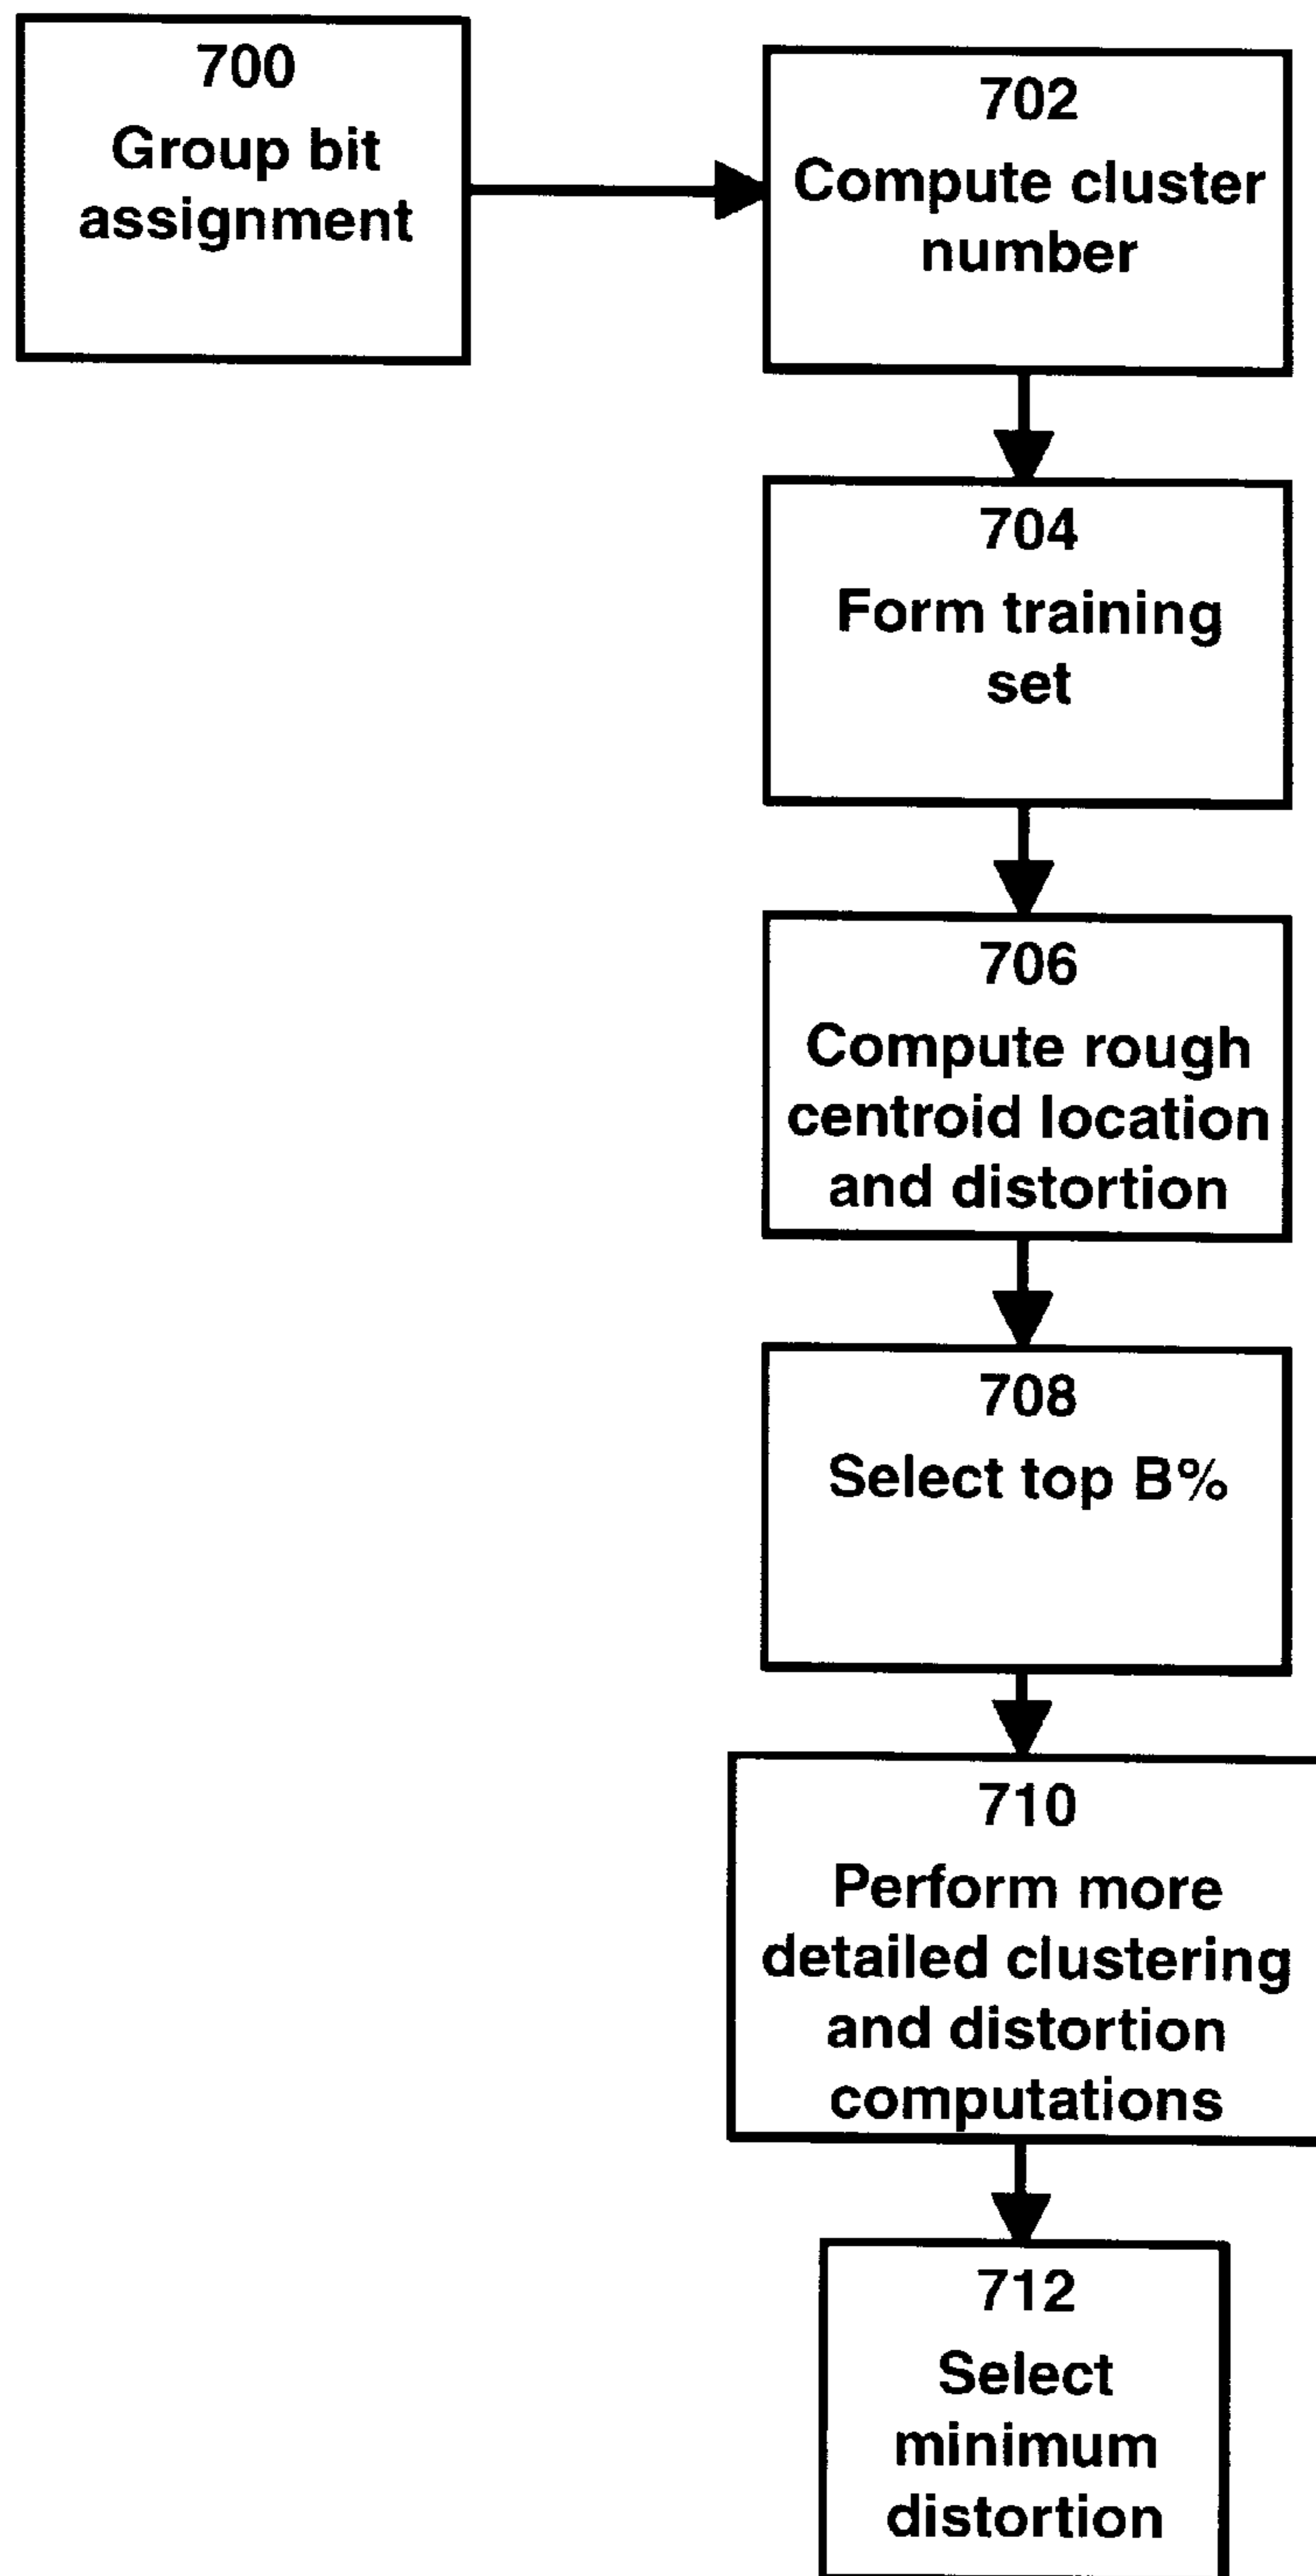 700
Group bit
assignment
702
Compute cluster
number
704
Form training
set
706
Compute rough
centroid location
and distortion
708
Select top B%
710
Perform more
detailed clustering
and distortion
computations
712
Select
minimum
distortion